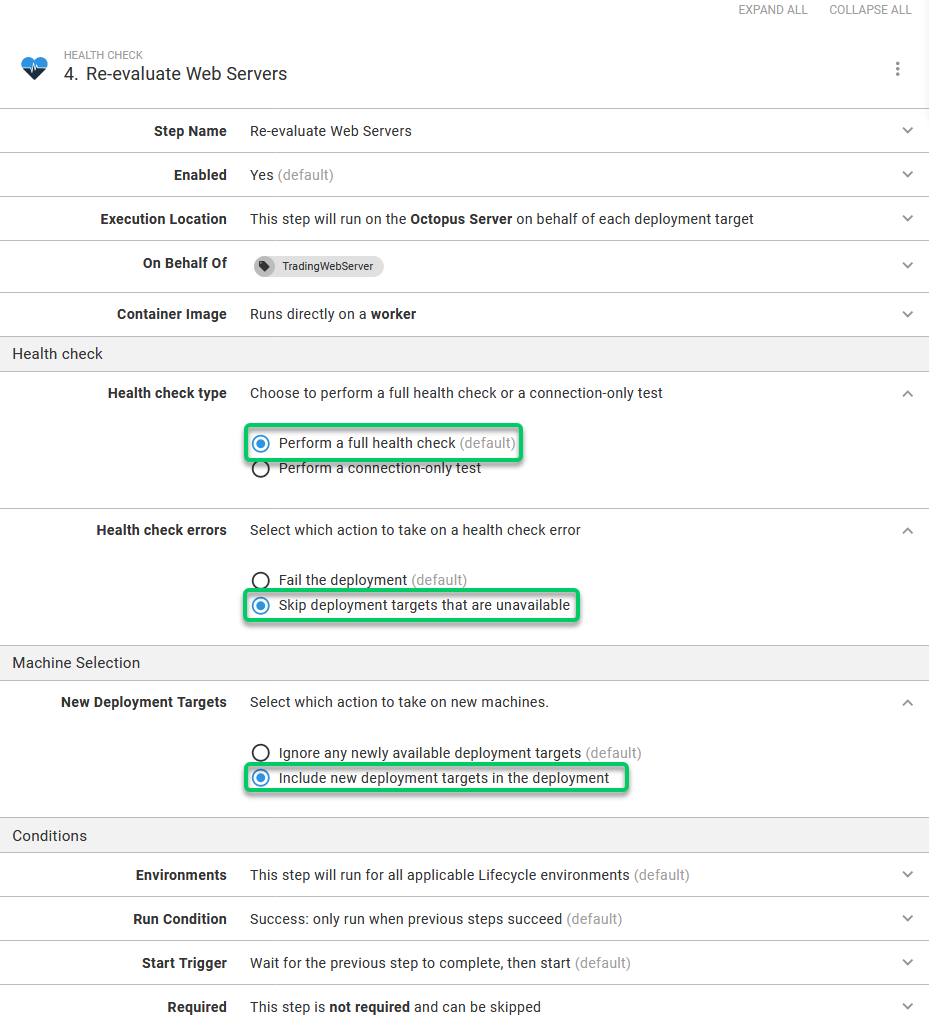 EXPAND ALL COLLAPSE ALL
HEALTH CHECK
4. Re-evaluate Web Servers
Step Name Re-evaluate Web Servers
Enabled Yes (default)
Execution Location This step will run on the Octopus Server on behalf of each deployment target
On Behalf Of TradingWebServer
Container Image Runs directly on a worker
Health check
Health check type Choose to perform a full health check or a connection-only test
Perform a full health check (default)
Perform a connection-only test
Health check errors Select which action to take on a health check error
Fail the deployment (default)
Skip deployment targets that are unavailable
Machine Selection
New Deployment Targets Select which action to take on new machines.
Ignore any newly available deployment targets (default)
Include new deployment targets in the deployment
Conditions
Environments This step will run for all applicable Lifecycle environments (default)
Run Condition Success: only run when previous steps succeed (default)
Start Trigger Wait for the previous step to complete, then start (default)
Required This step is not required and can be skipped